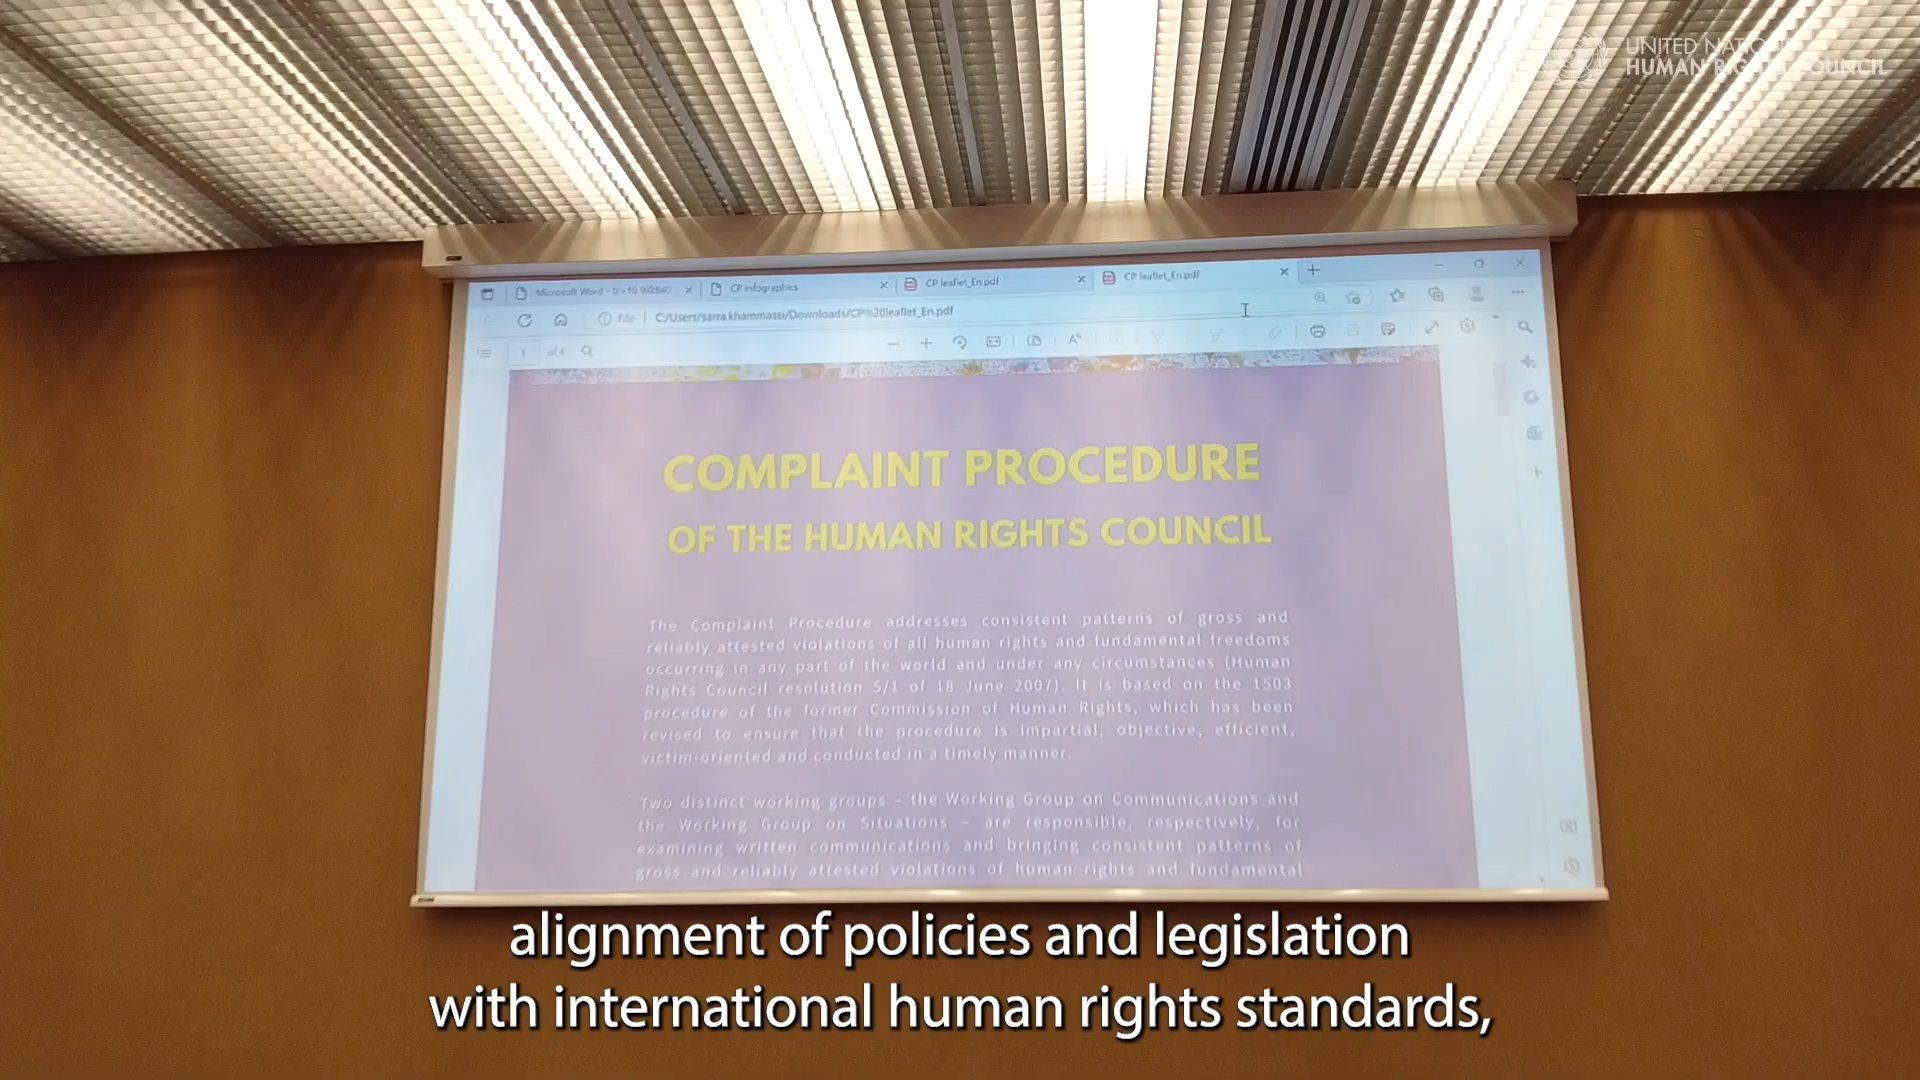 UNITED NATIONS
HUMAN RIGHTS COUNCIL
CP infographics
CP leaflet_En.pdf
CP leaflet_En.pdf
File
C:/Users/sarra.khammassi/Downloads/CP%20leaflet_En.pdf
1 of 4
COMPLAINT PROCEDURE
OF THE HUMAN RIGHTS COUNCIL
The Complaint Procedure addresses consistent patterns of gross and
reliably attested violations of all human rights and fundamental freedoms
occurring in any part of the world and under any circumstances (Human
Rights Council resolution 5/1 of 18 June 2007). It is based on the 1503
procedure of the former Commission of Human Rights, which has been
revised to ensure that the procedure is impartial, objective, efficient,
victim-oriented and conducted in a timely manner.
Two distinct working groups – the Working Group on Communications and
the Working Group on Situations – are responsible, respectively, for
examining written communications and bringing consistent patterns of
gross and reliably attested violations of human rights and fundamental
alignment of policies and legislation
with international human rights standards,